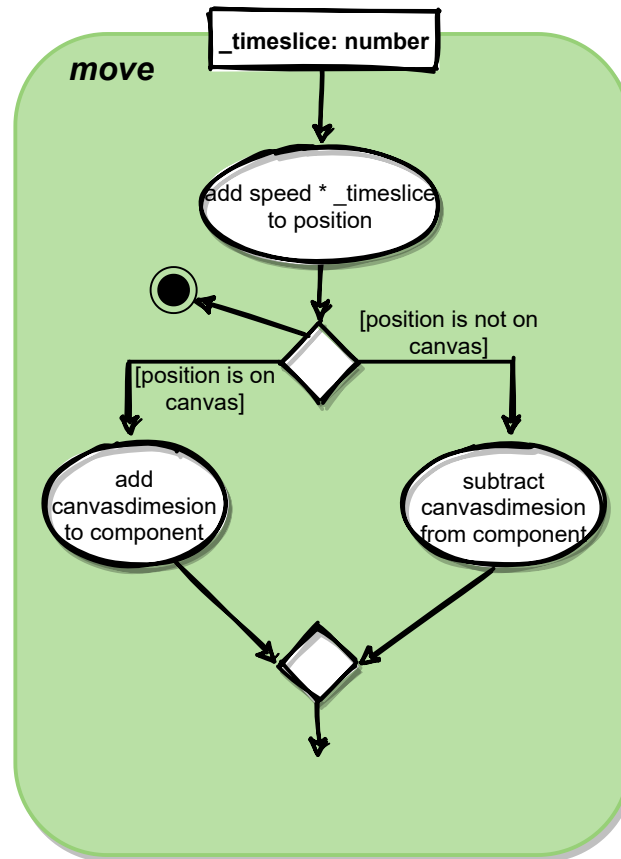 _timeslice: number
move
add speed * _timeslice
to position
[position is not on
canvas]
[position is on
canvas]
add
canvasdimesion
to component
subtract
canvasdimesion
from component